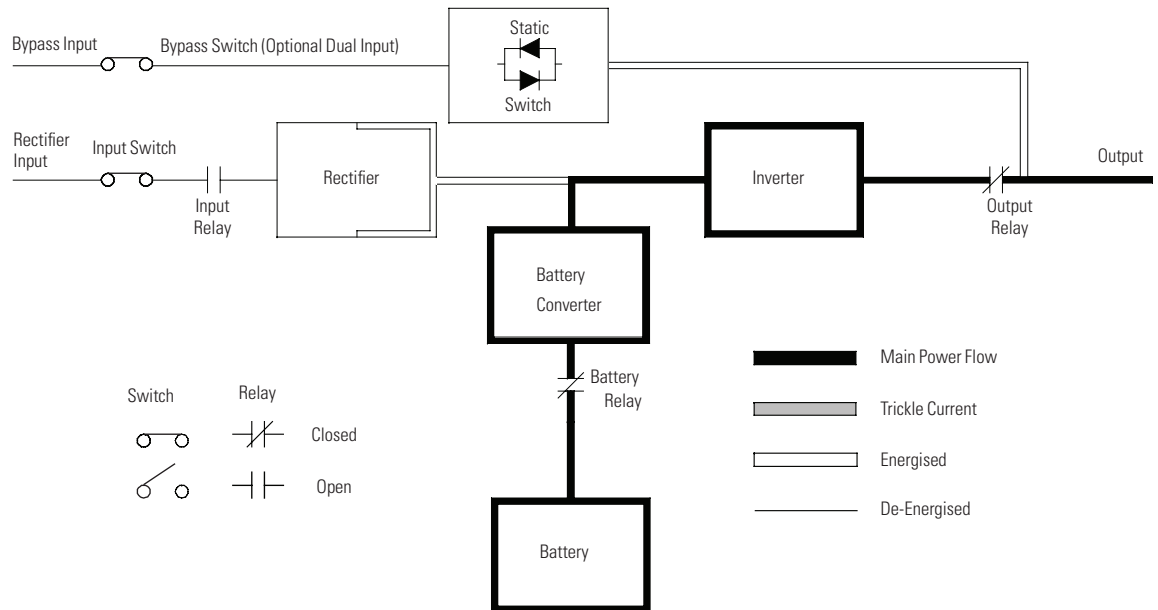 Bypass Input
Bypass Switch (Optional Dual Input)
Static
Switch
Rectifier
Input
Input Switch
Input
Relay
Rectifier
Inverter
Output
Output
Relay
Battery
Converter
Battery
Relay
Battery
Switch
Relay
Closed
Open
Main Power Flow
Trickle Current
Energised
De-Energised